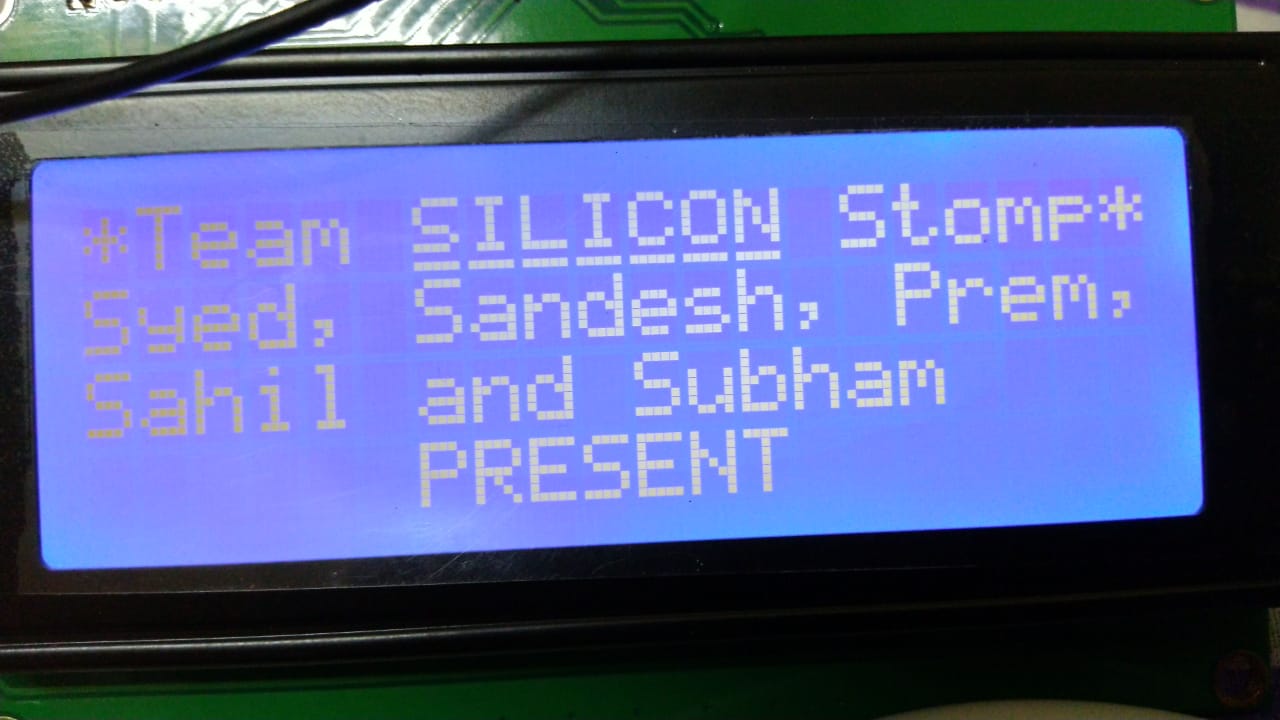 *Team SILICON Stomp*
Syed, Sandesh, Prem,
Sahil and Subham
PRESENT